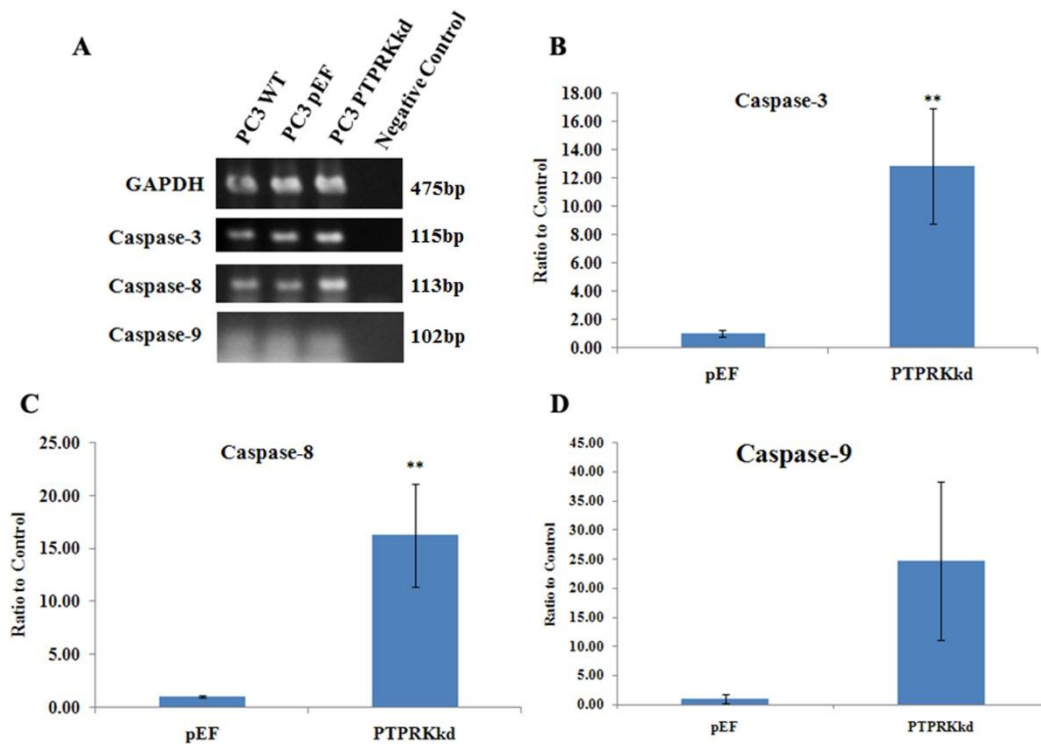 A
PC3 WT
PC3 pEF
PC3 PTPRKkd
Negative Control
GAPDH
475bp
Caspase-3
115bp
Caspase-8
113bp
Caspase-9
102bp
B
Caspase-3
**
18.00
16.00
14.00
12.00
10.00
8.00
6.00
4.00
2.00
0.00
Ratio to Control
pEF
PTPRKkd
C
Caspase-8
**
25.00
20.00
15.00
10.00
5.00
0.00
Ratio to Control
pEF
PTPRKkd
D
Caspase-9
45.00
40.00
35.00
30.00
25.00
20.00
15.00
10.00
5.00
0.00
Ratio to Control
pEF
PTPRKkd